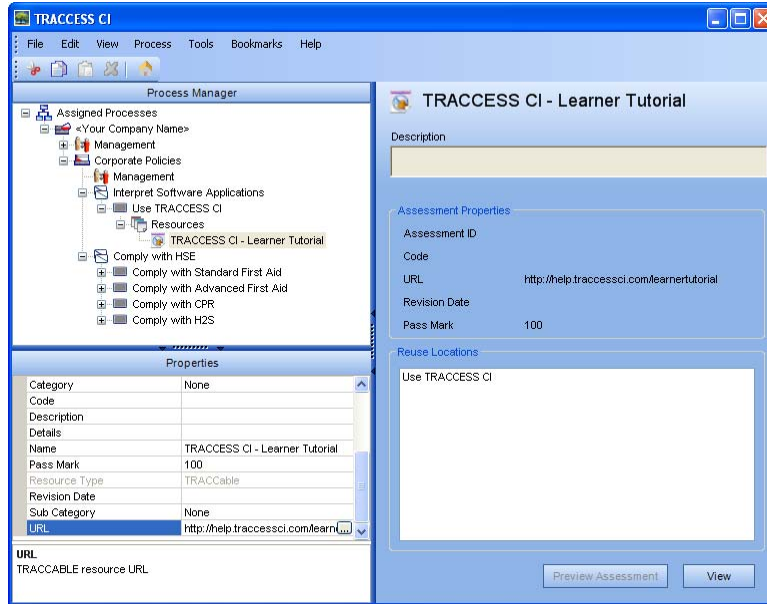 TRACCESS CI
File Edit View Process Tools Bookmarks Help
Process Manager
Assigned Processes
<Your Company Name>
Management
Corporate Policies
Management
Interpret Software Applications
Use TRACCESS CI
Resources
TRACCESS CI - Learner Tutorial
Comply with HSE
Comply with Standard First Aid
Comply with Advanced First Aid
Comply with CPR
Comply with H2S
Properties
Category None
Code
Description
Details
Name TRACCESS CI - Learner Tutorial
Pass Mark 100
Resource Type TRACCable
Revision Date
Sub Category None
URL http://help.traccessci.com/learn ...
URL
TRACCABLE resource URL
TRACCESS CI - Learner Tutorial
Description
Assessment Properties
Assessment ID
Code
URL http://help.traccessci.com/learnertutorial
Revision Date
Pass Mark 100
Reuse Locations
Use TRACCESS CI
Preview Assessment View